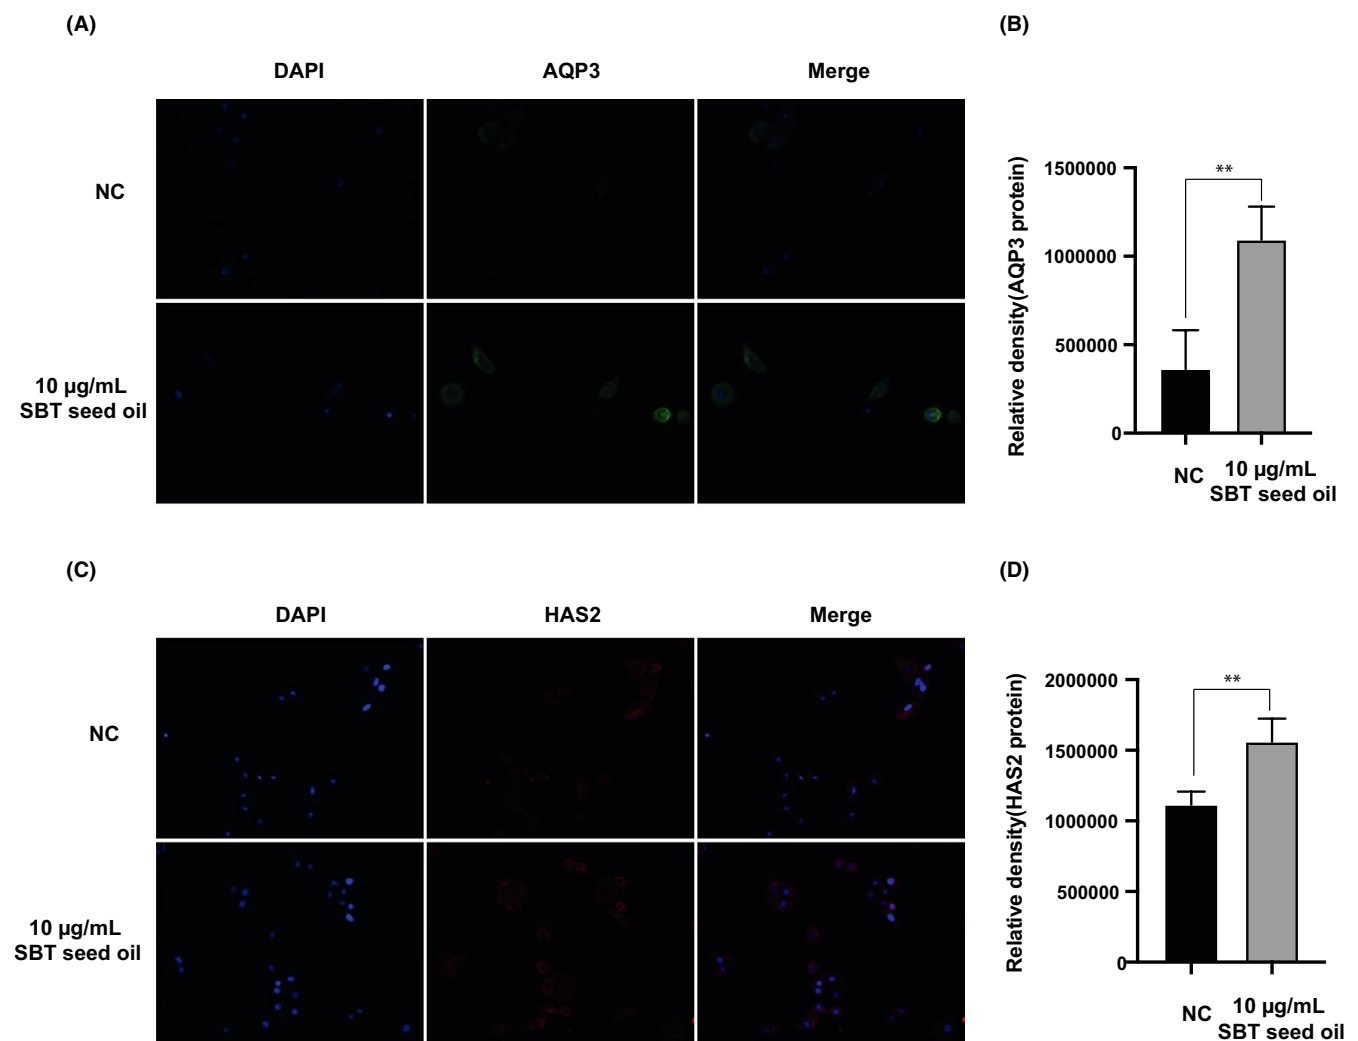 (A)
DAPI AQP3 Merge
NC
10 µg/mL
SBT seed oil
(B)
Relative density(AQP3 protein)
1500000
1000000
500000
0
**
NC
10 µg/mL
SBT seed oil
(C)
DAPI HAS2 Merge
NC
10 µg/mL
SBT seed oil
(D)
Relative density(HAS2 protein)
2000000
1500000
1000000
500000
0
**
NC
10 µg/mL
SBT seed oil